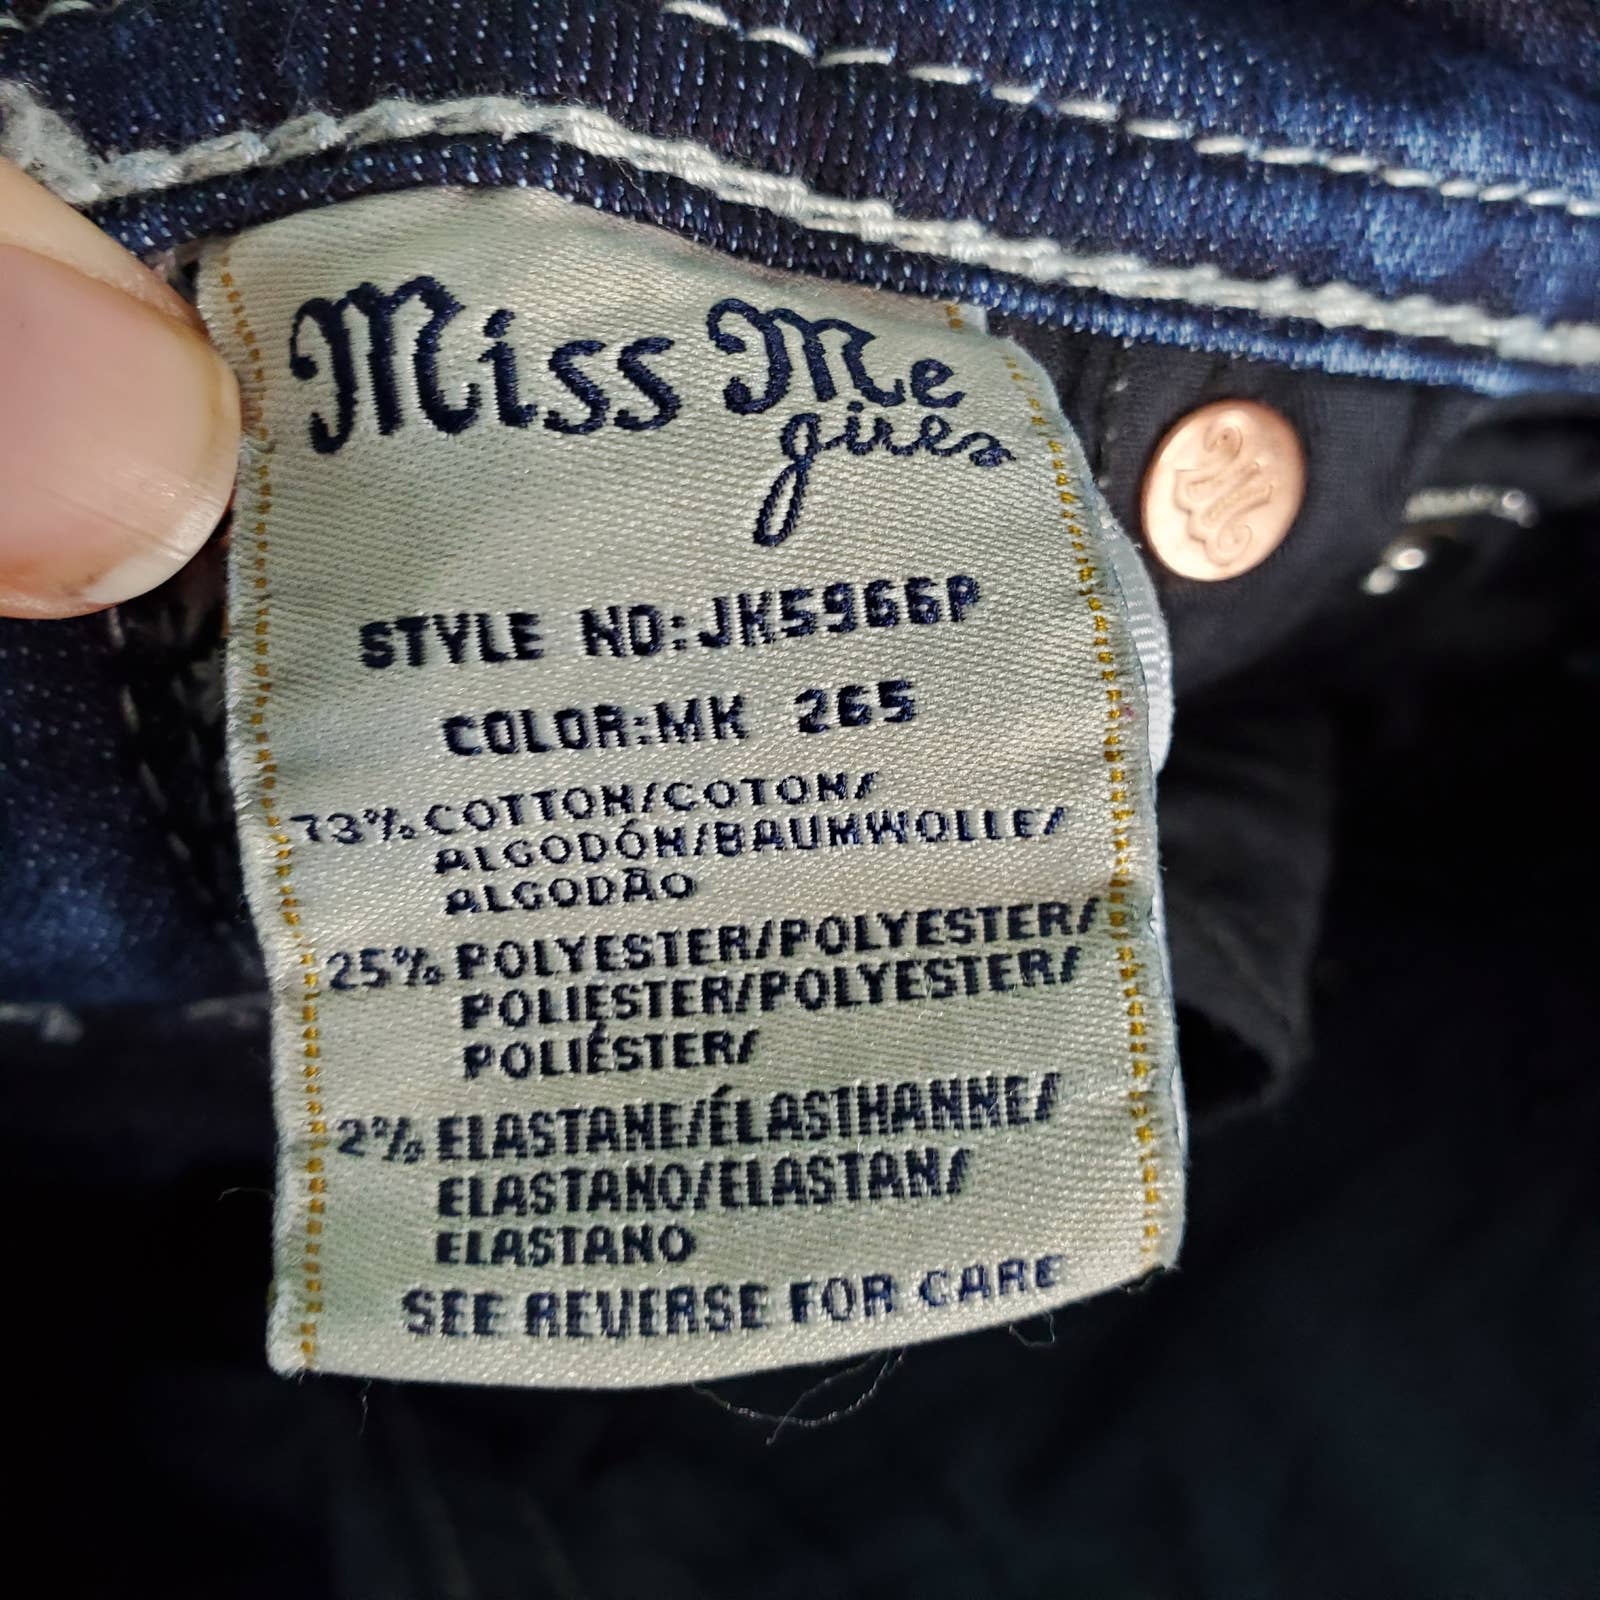 Miss Me
girls
STYLE NO:JK5966P
COLOR:MK 265
73% COTTON/COTON/
ALGODÓN/BAUMWOLLE/
ALGODÃO
25% POLYESTER/POLYESTER/
POLIESTER/POLYESTER/
POLIÉSTER/
2% ELASTANE/ÉLASTHANNE/
ELASTANO/ELASTAN/
ELASTANO
SEE REVERSE FOR CARE